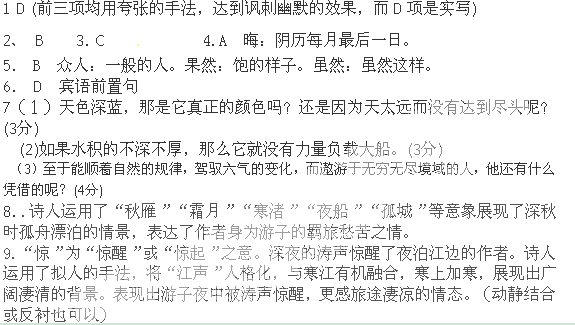 1 D (前三项均用夸张的手法，达到讽刺幽默的效果，而D项是实写)
2、 B 3. C 4. A 晦：阴历每月最后一日。
5． B 众人：一般的人。果然：饱的样子。虽然：虽然这样。
6． D 宾语前置句
7（1）天色深蓝，那是它真正的颜色吗？还是因为天太远而没有达到尽头呢？
(3分)
(2)如果水积的不深不厚，那么它就没有力量负载大船。(3分)
（3）至于能顺着自然的规律，驾驭六气的变化，而遨游于无穷无尽境域的人，他还有什么
凭借的呢？(4分)
8．.诗人运用了“秋雁”“霜月”“寒渚”“夜船”“孤城”等意象展现了深秋
时孤舟漂泊的情景，表达了作者身为游子的羁旅愁苦之情。
9．“惊”为“惊醒”或“惊起”之意。深夜的涛声惊醒了夜泊江边的作者。诗人
运用了拟人的手法，将“江声”人格化，与寒江有机融合，寒上加寒，展现出广
阔凄清的背景。表现出游子夜中被涛声惊醒，更感旅途凄凉的情态。（动静结合
或反衬也可以）